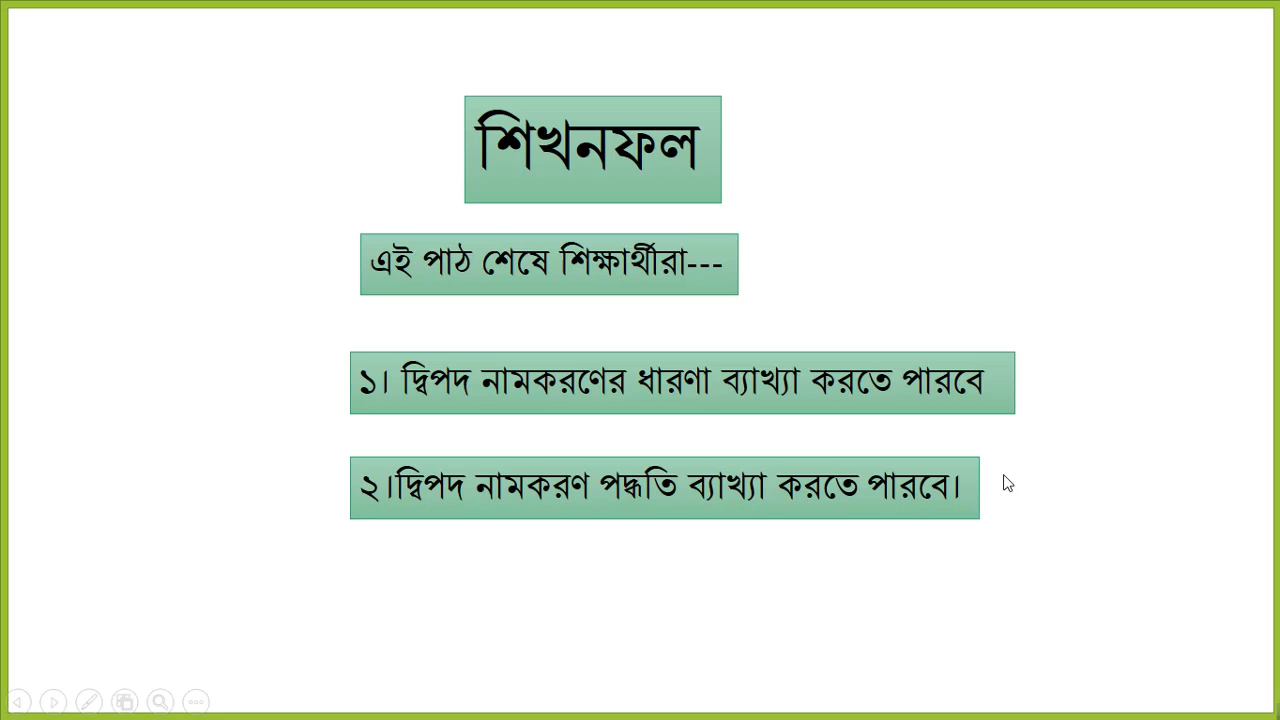 শিখনফল
এই পাঠ শেষে শিক্ষার্থীরা---
১। দ্বিপদ নামকরণের ধারণা ব্যাখ্যা করতে পারবে
২।দ্বিপদ নামকরণ পদ্ধতি ব্যাখ্যা করতে পারবে।